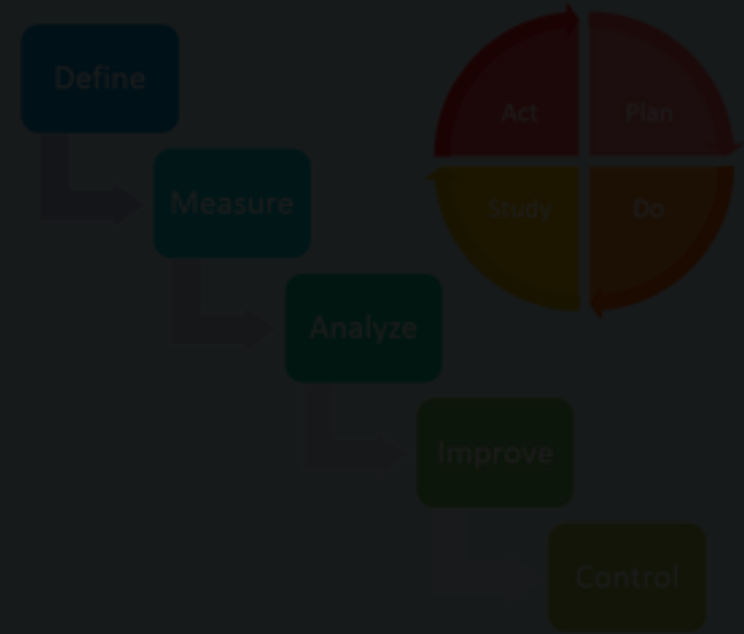 Define
Act
Plan
Measure
Study
Do
Analyze
Improve
Control